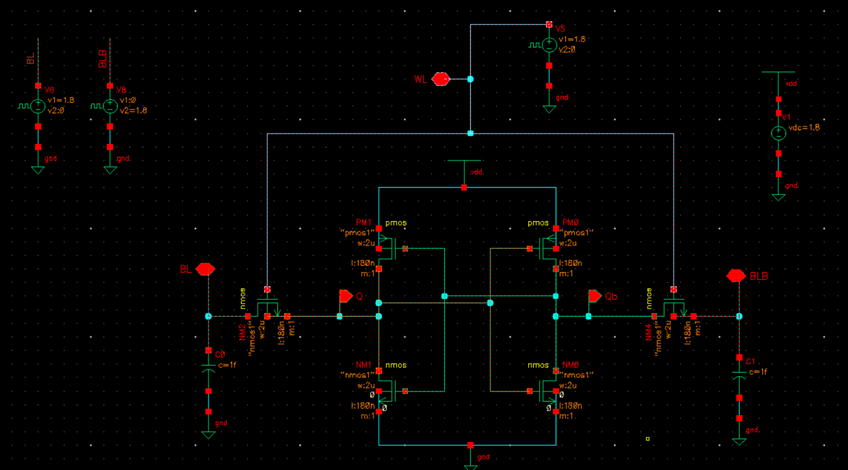 BL
V6
v1=1.8
v2:0
gnd
BLB
V8
v1:0
v2=1.8
gnd
V5
v1=1.8
v2:0
gnd
WL
vdd
V1
vdc=1.8
gnd
vdd
PM1
pmos
"pmos1"
w:2u
l:180n
m:1
PM0
pmos
"pmos1"
w:2u
l:180n
m:1
BL
nmos
NM2
"nmos1"
w:2u
l:180n
m:1
Q
Qb
nmos
NM4
"nmos1"
w:2u
l:180n
m:1
BLB
C0
c=1f
gnd
NM1
nmos
"nmos1"
w:2u
0
0
l:180n
m:1
nmos
"nmos1"
w:2u
0
0
l:180n
m:1
C1
c=1f
gnd
gnd